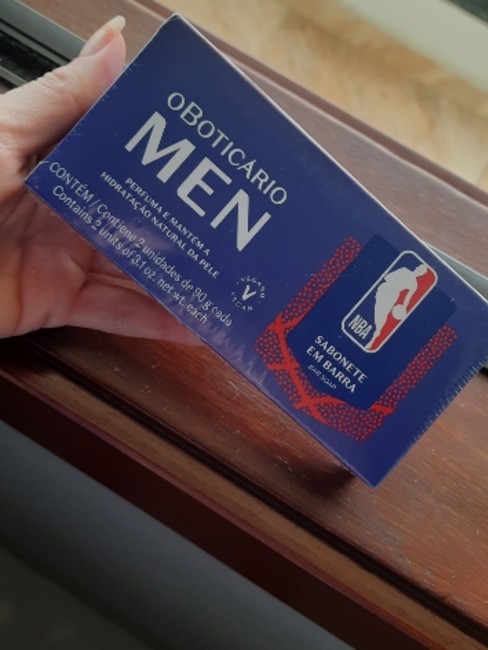 oBOTICÁRIO
MEN
PERFUMA E MANTÉM A
HIDRATAÇÃO NATURAL DA PELE
CONTÉM / Contiene 2 unidades de 90 g cada
Contains 2 units of 3.1 oz. net wt. each
VEGANO
V
VEGAN
NBA
SABONETE
EM BARRA